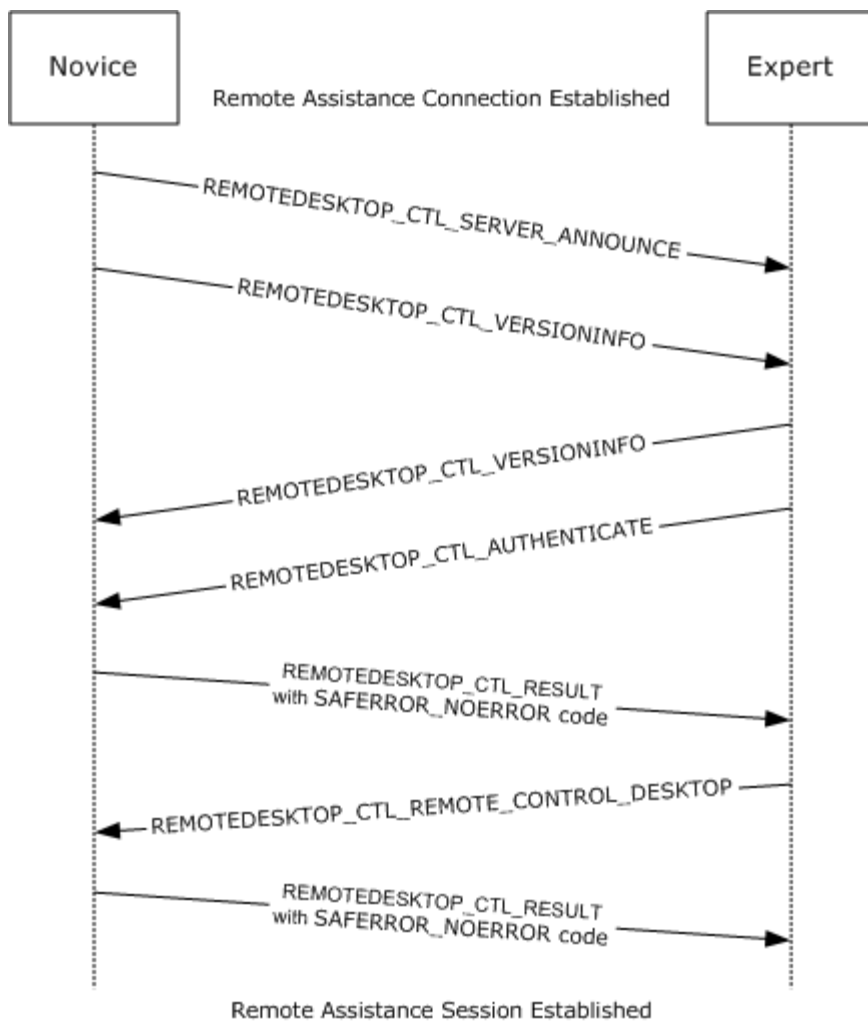 Novice
Expert
Remote Assistance Connection Established
REMOTEDESKTOP_CTL_SERVER_ANNOUNCE
REMOTEDESKTOP_CTL_VERSIONINFO
REMOTEDESKTOP_CTL_VERSIONINFO
REMOTEDESKTOP_CTL_AUTHENTICATE
REMOTEDESKTOP_CTL_RESULT
with SAFERROR_NOERROR code
REMOTEDESKTOP_CTL_REMOTE_CONTROL_DESKTOP
REMOTEDESKTOP_CTL_RESULT
with SAFERROR_NOERROR code
Remote Assistance Session Established